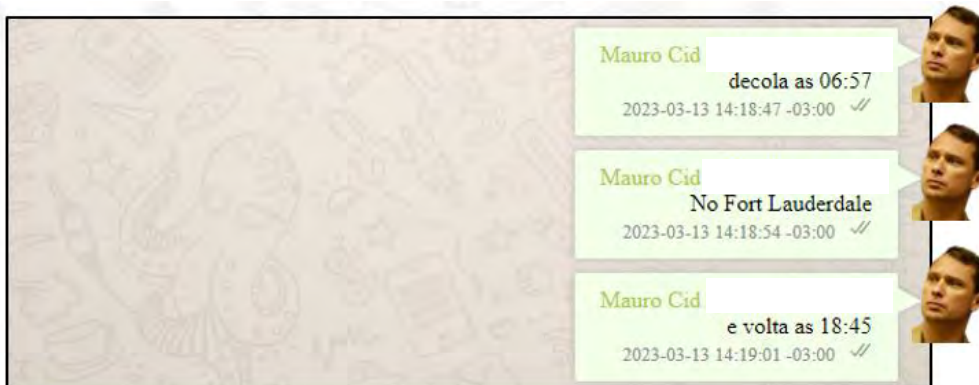 Mauro Cid
decola as 06:57
2023-03-13 14:18:47 -03:00
Mauro Cid
No Fort Lauderdale
2023-03-13 14:18:54 -03:00
Mauro Cid
e volta as 18:45
2023-03-13 14:19:01 -03:00